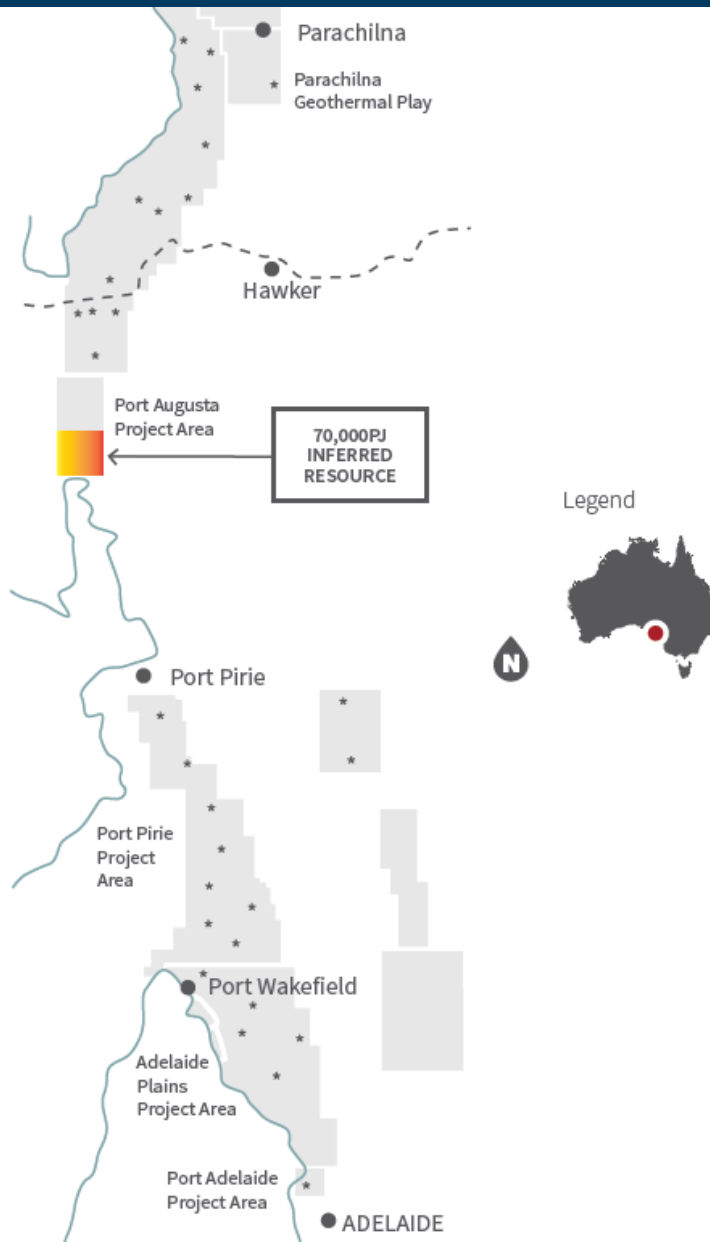 Parachilna
Parachilna
Geothermal Play
Hawker
Port Augusta
Project Area
70,000PJ
INFERRED
RESOURCE
Legend
N
Port Pirie
Port Pirie
Project
Area
Port Wakefield
Adelaide
Plains
Project Area
Port Adelaide
Project Area
ADELAIDE